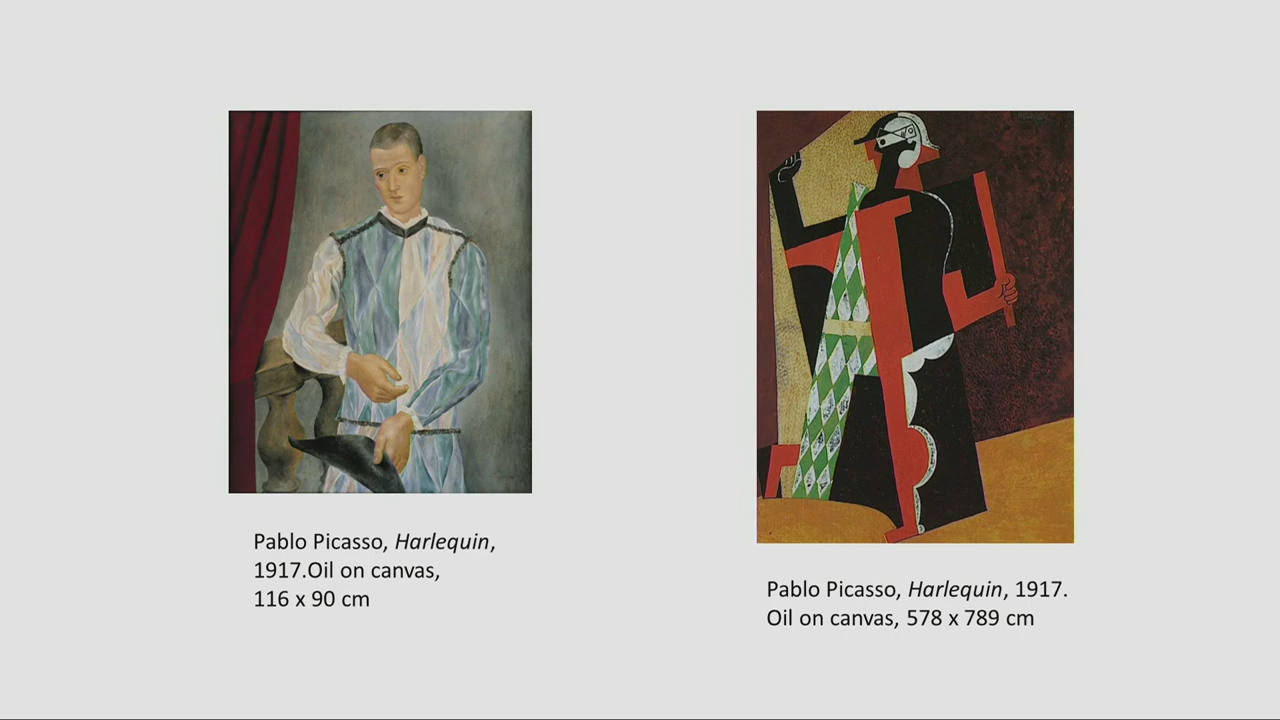 Pablo Picasso, Harlequin,
1917.Oil on canvas,
116 x 90 cm
Pablo Picasso, Harlequin, 1917.
Oil on canvas, 578 x 789 cm